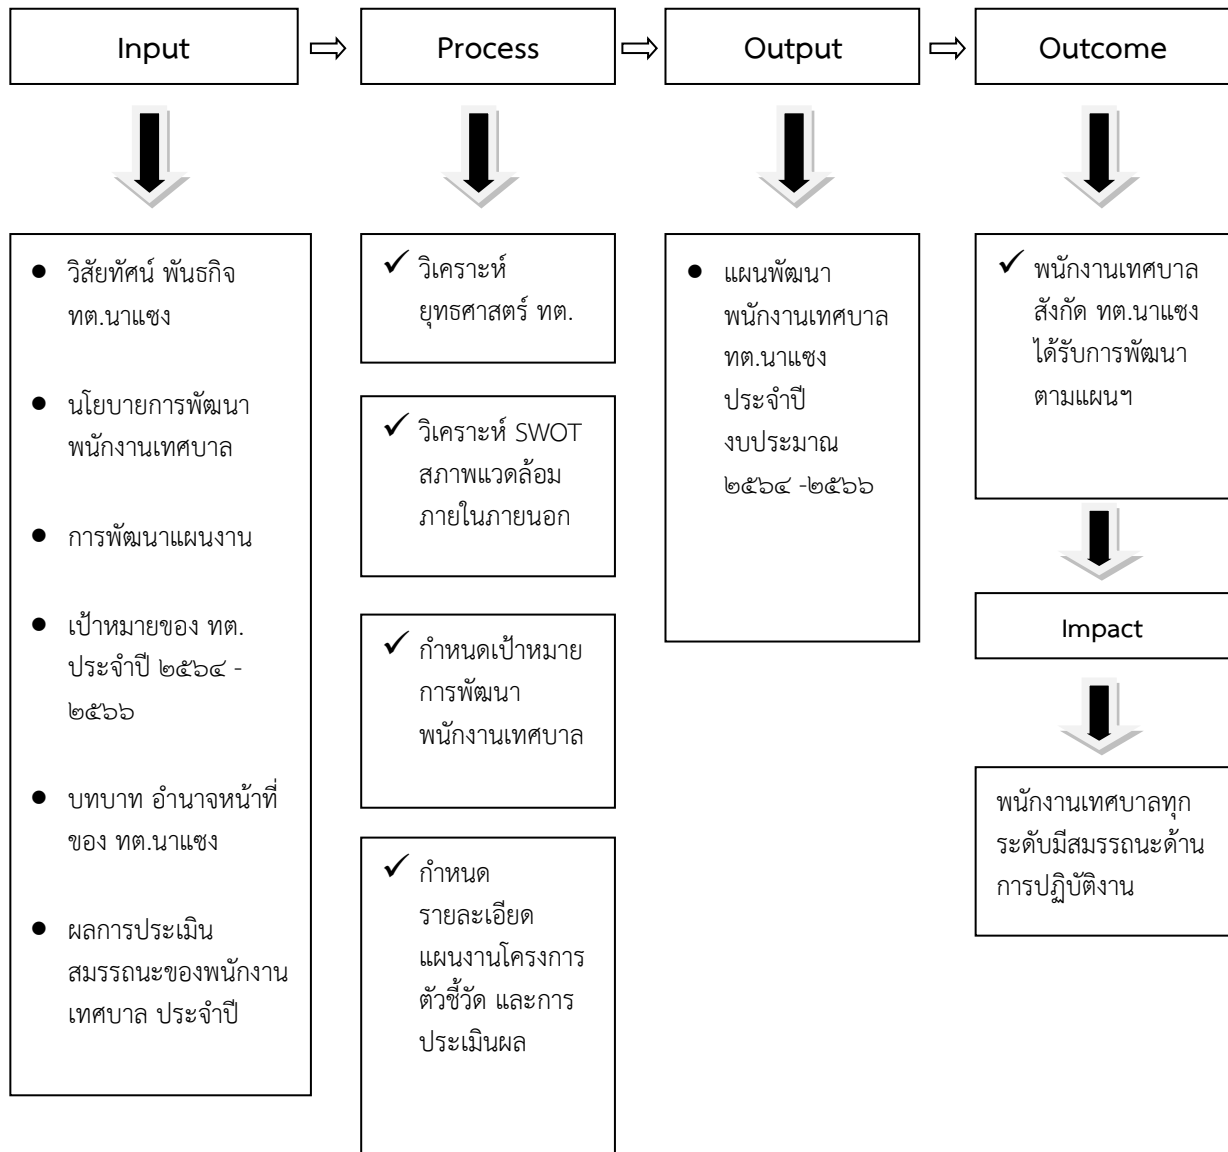 Input
Process
Output
Outcome
วิสัยทัศน์ พันธกิจ
ทต.นาแซง
นโยบายการพัฒนา
พนักงานเทศบาล
การพัฒนาแผนงาน
เป้าหมายของ ทต.
ประจำปี ๒๕๖๔ -
๒๕๖๖
บทบาท อำนาจหน้าที่
ของ ทต.นาแซง
ผลการประเมิน
สมรรถนะของพนักงาน
เทศบาล ประจำปี
วิเคราะห์
ยุทธศาสตร์ ทต.
วิเคราะห์ SWOT
สภาพแวดล้อม
ภายในภายนอก
กำหนดเป้าหมาย
การพัฒนา
พนักงานเทศบาล
กำหนด
รายละเอียด
แผนงานโครงการ
ตัวชี้วัด และการ
ประเมินผล
แผนพัฒนา
พนักงานเทศบาล
ทต.นาแซง
ประจำปี
งบประมาณ
๒๕๖๔ -๒๕๖๖
พนักงานเทศบาล
สังกัด ทต.นาแซง
ได้รับการพัฒนา
ตามแผนฯ
Impact
พนักงานเทศบาลทุก
ระดับมีสมรรถนะด้าน
การปฏิบัติงาน